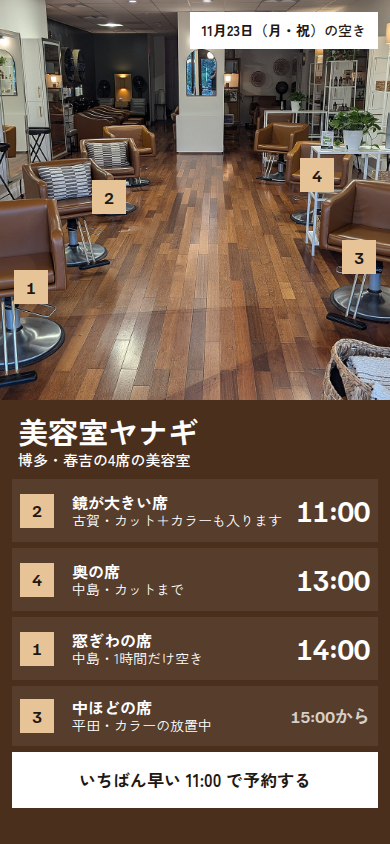 11月23日（月・祝）の空き
2
4
3
1
美容室ヤナギ
博多・春吉の4席の美容室
2 鏡が大きい席 11:00
古賀・カット＋カラーも入ります
4 奥の席 13:00
中島・カットまで
1 窓ぎわの席 14:00
中島・1時間だけ空き
3 中ほどの席 15:00から
平田・カラーの放置中
いちばん早い 11:00 で予約する